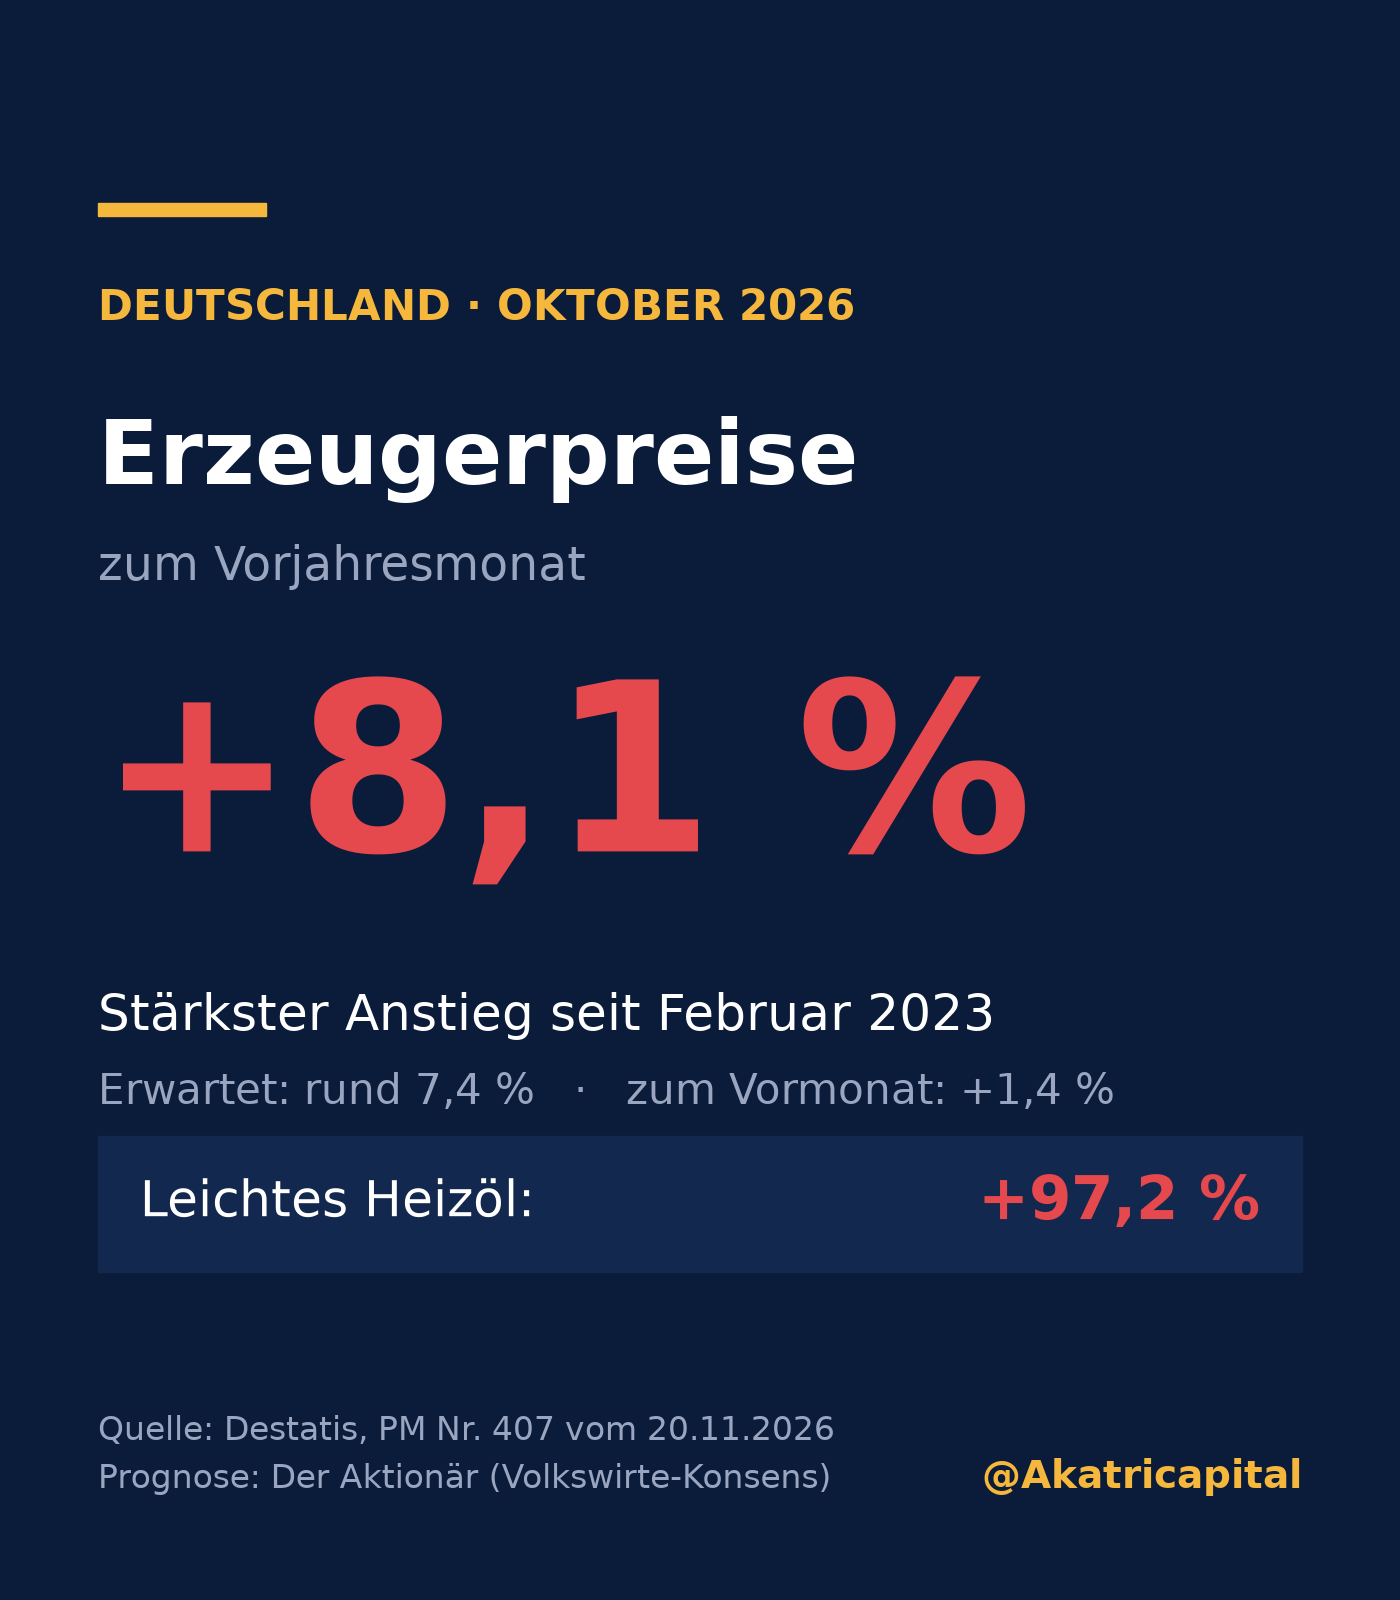 DEUTSCHLAND · OKTOBER 2026
Erzeugerpreise
zum Vorjahresmonat
+8,1 %
Stärkster Anstieg seit Februar 2023
Erwartet: rund 7,4 % · zum Vormonat: +1,4 %
Leichtes Heizöl: +97,2 %
Quelle: Destatis, PM Nr. 407 vom 20.11.2026
Prognose: Der Aktionär (Volkswirte-Konsens)
@Akatricapital